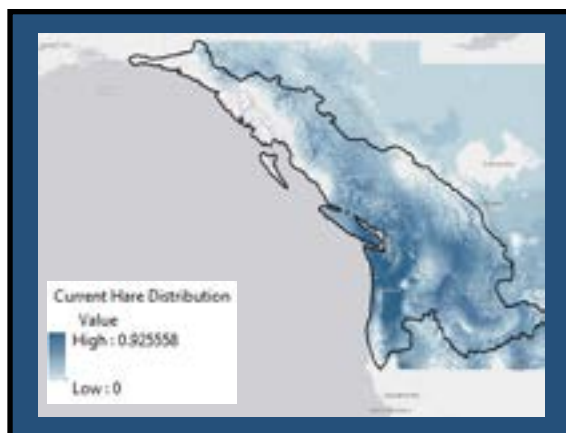 Current Hare Distribution
Value
High : 0.925558
Low : 0